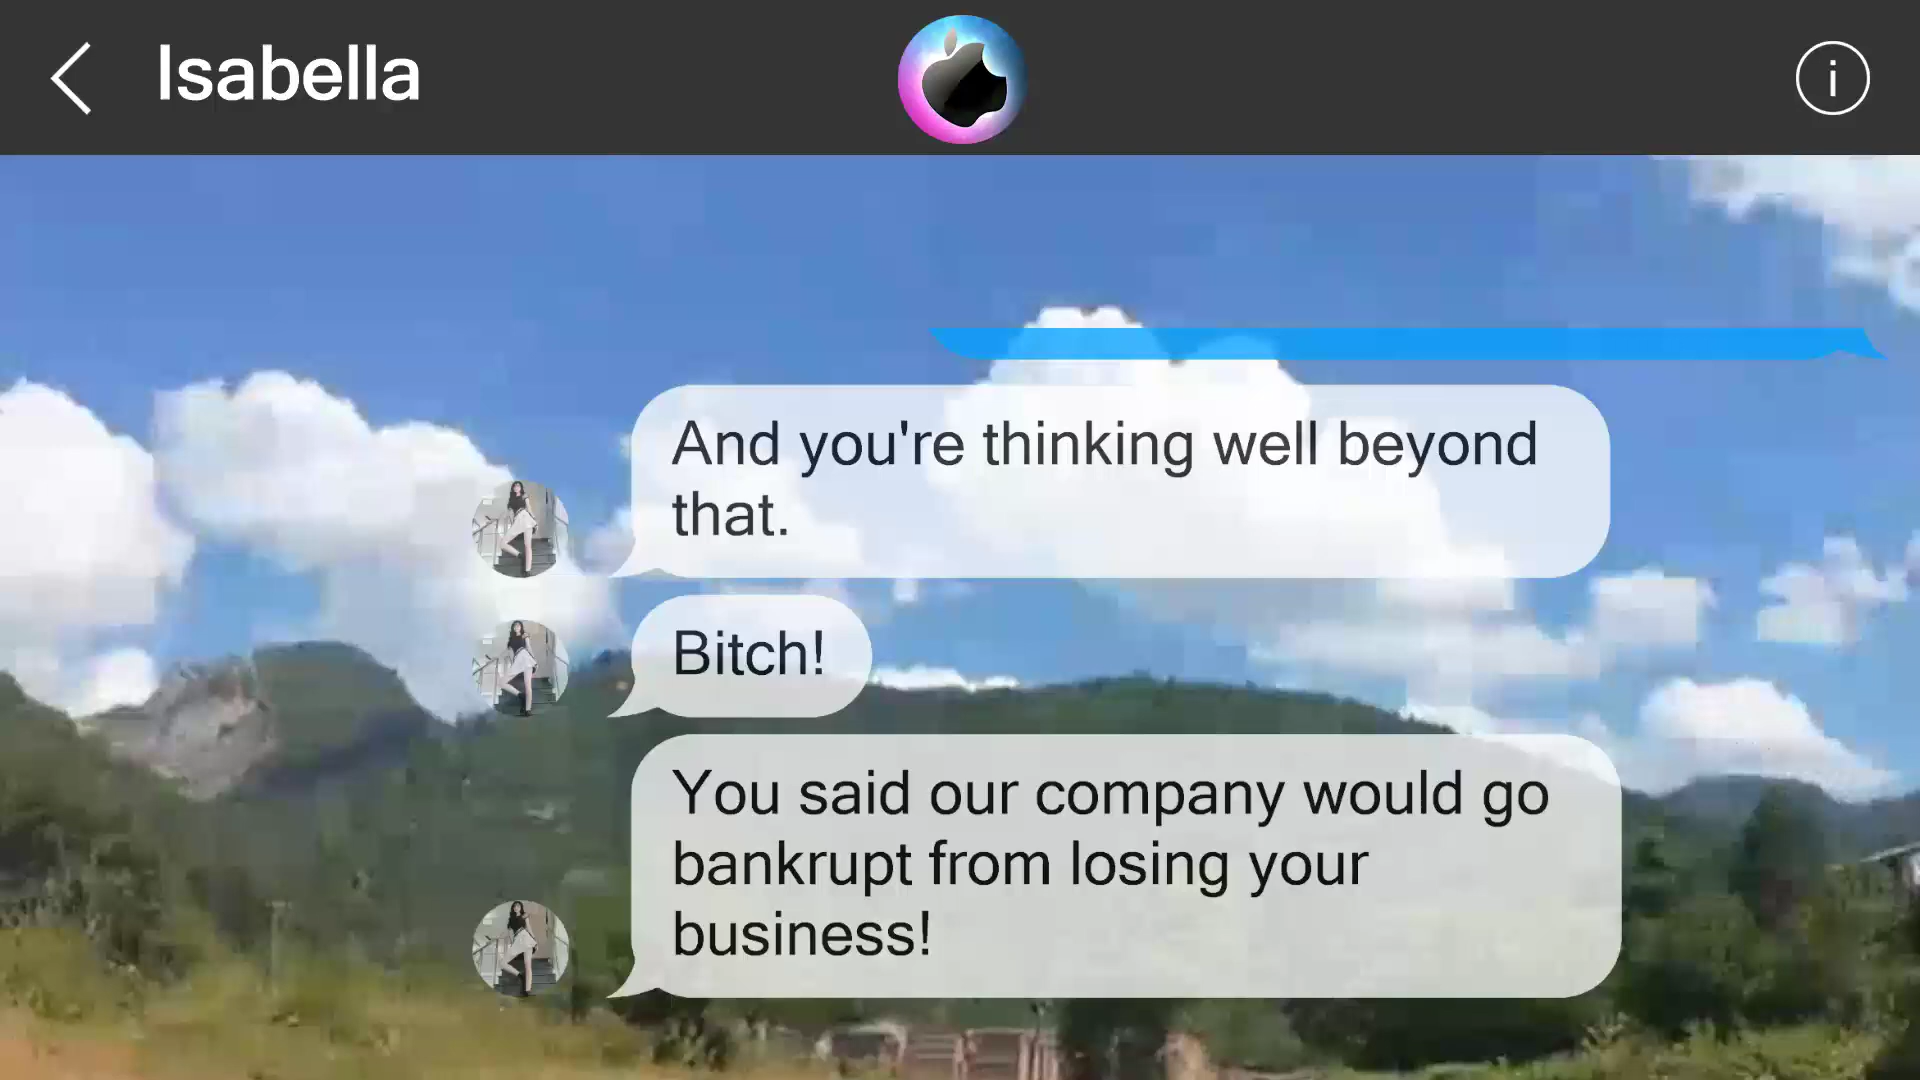 Isabella
i
And you're thinking well beyond
that.
Bitch!
You said our company would go
bankrupt from losing your
business!